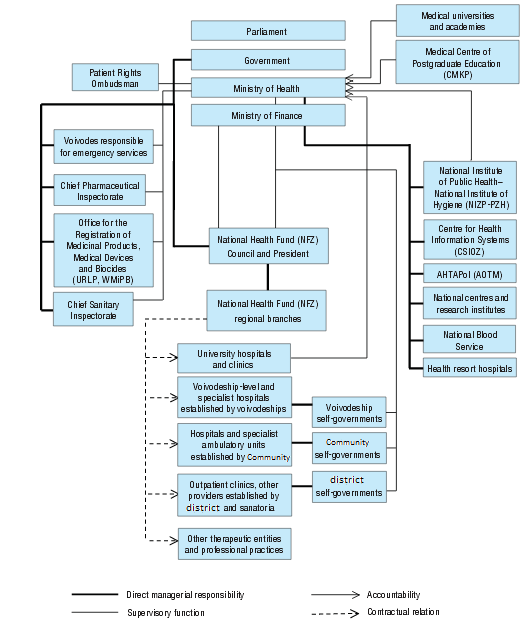 Medical universities
and academies
Parliament
Medical Centre of
Postgraduate Education
(CMKP)
Government
Patient Rights
Ombudsman
Ministry of Health
Ministry of Finance
Voivodes responsible
for emergency services
National Institute
of Public Health–
National Institute of
Hygiene (NIZP-PZH)
Chief Pharmaceutical
Inspectorate
Office for the
Registration of
Medicinal Products,
Medical Devices
and Biocides
(URLP, WMiPB)
National Health Fund (NFZ)
Council and President
Centre for Health
Information Systems
(CSIOZ)
AHTAPol (AOTM)
Chief Sanitary
Inspectorate
National Health Fund (NFZ)
regional branches
National centres and
research institutes
National Blood
Service
University hospitals
and clinics
Health resort hospitals
Voivodeship-level and
specialist hospitals
established by voivodeships
Voivodeship
self-governments
Hospitals and specialist
ambulatory units
established by Community
Community
self-governments
Outpatient clinics, other
providers established by
district and sanatoria
district
self-governments
Other therapeutic entities
and professional practices
Direct managerial responsibility
Accountability
Supervisory function
Contractual relation